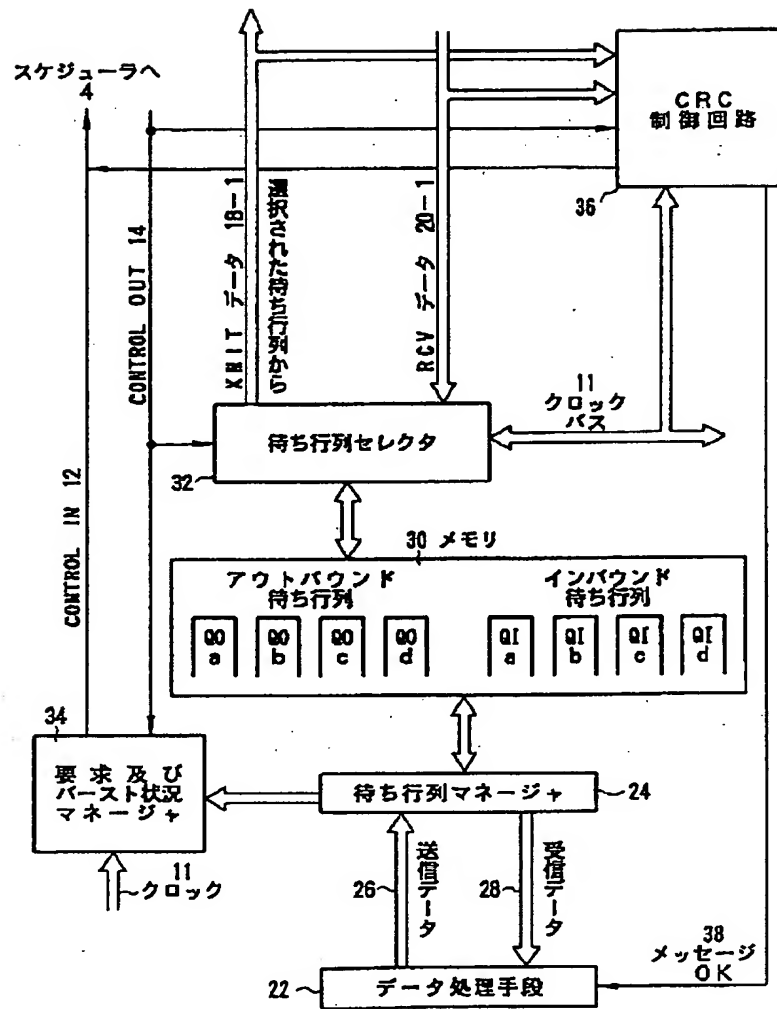 スケジューラへ
4
CRC
制御回路
36
CONTROL OUT 14
XMIT データ 18-1
選択された待ち行列から
RCV データ 20-1
11
クロック
バス
待ち行列セレクタ
32
CONTROL IN 12
30 メモリ
アウトバウンド
待ち行列
インバウンド
待ち行列
QO
a
QO
b
QO
c
QO
d
QI
a
QI
b
QI
c
QI
d
34
要求及び
バースト状況
マネージャ
11
クロック
待ち行列マネージャ
24
26
送信データ
28
受信データ
38
メッセージ
OK
22
データ処理手段